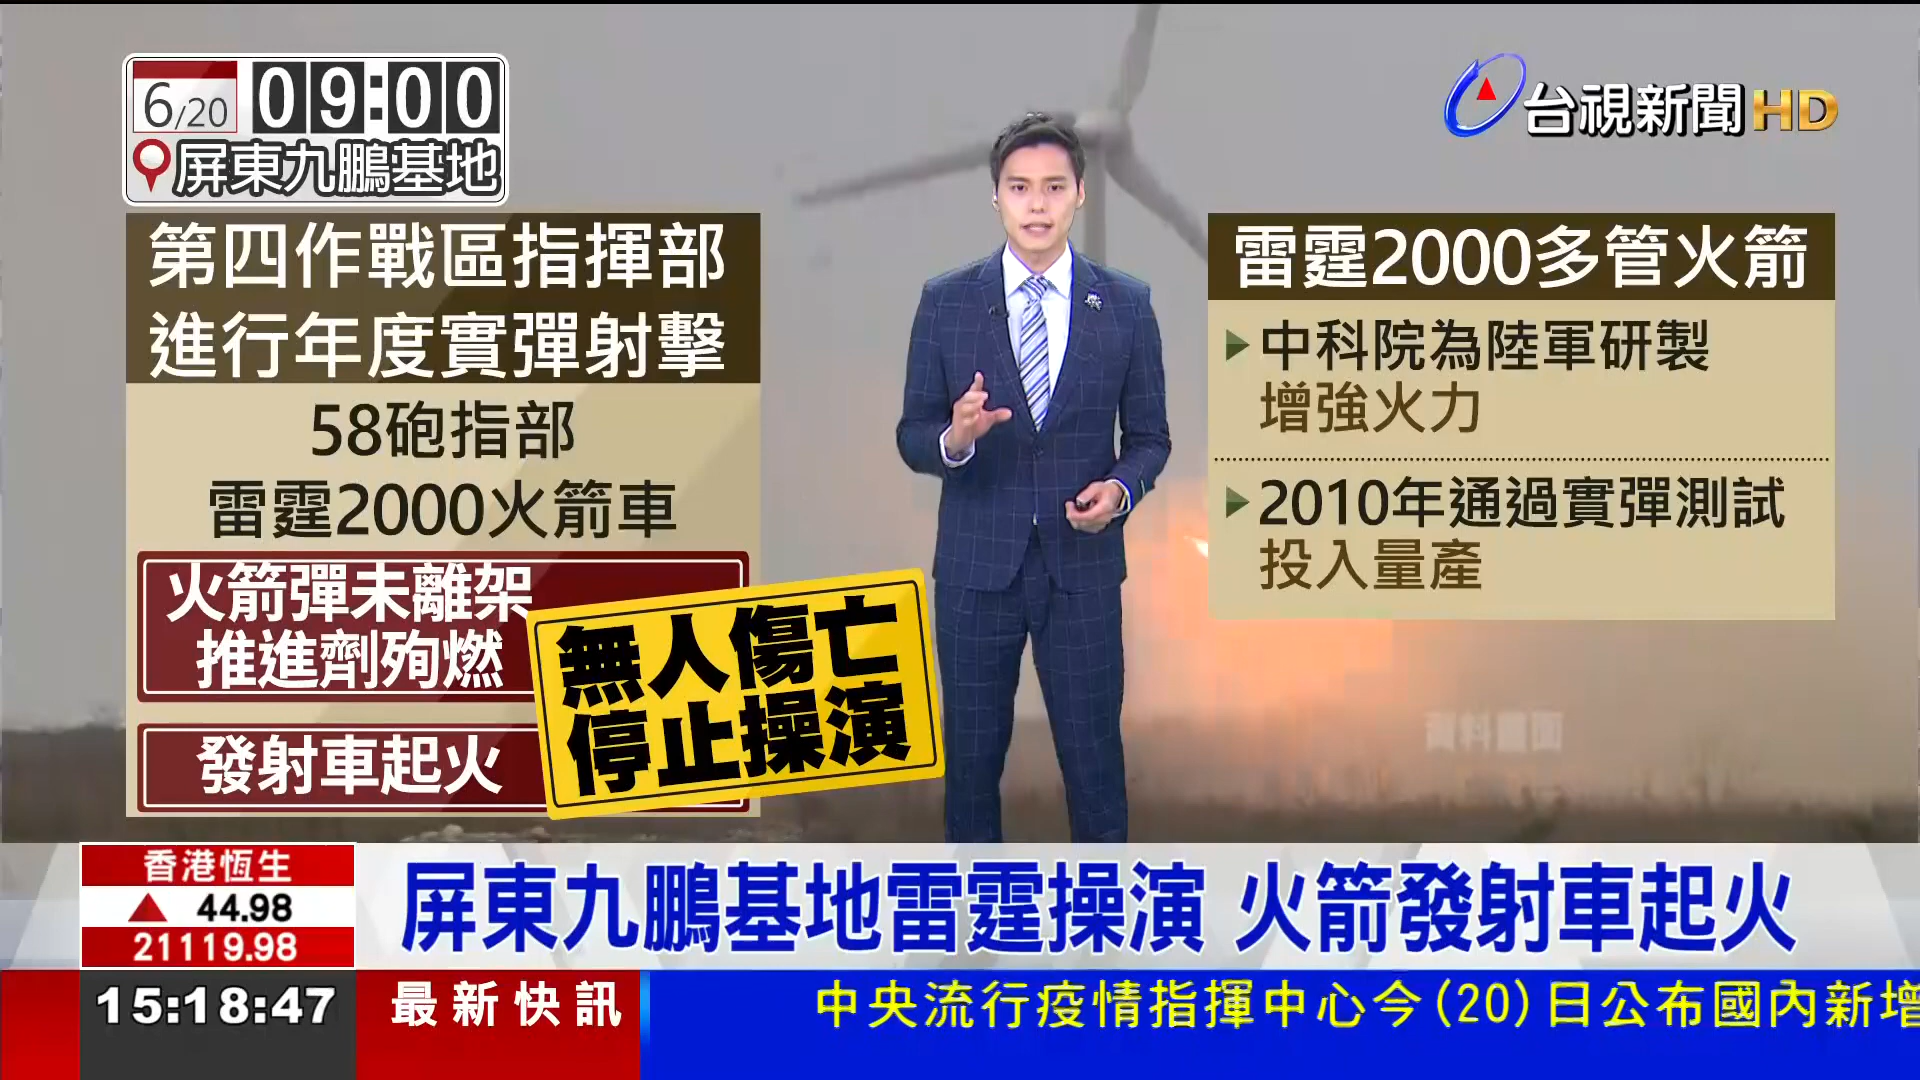 6/20 09:00
屏東九鵬基地
台視新聞HD
第四作戰區指揮部
進行年度實彈射擊
58砲指部
雷霆2000火箭車
火箭彈未離架
推進劑殉燃
發射車起火
無人傷亡
停止操演
雷霆2000多管火箭
中科院為陸軍研製
增強火力
2010年通過實彈測試
投入量產
資料畫面
香港恆生
▲ 44.98
21119.98
屏東九鵬基地雷霆操演 火箭發射車起火
15:18:47
最新快訊
中央流行疫情指揮中心今(20)日公布國內新增